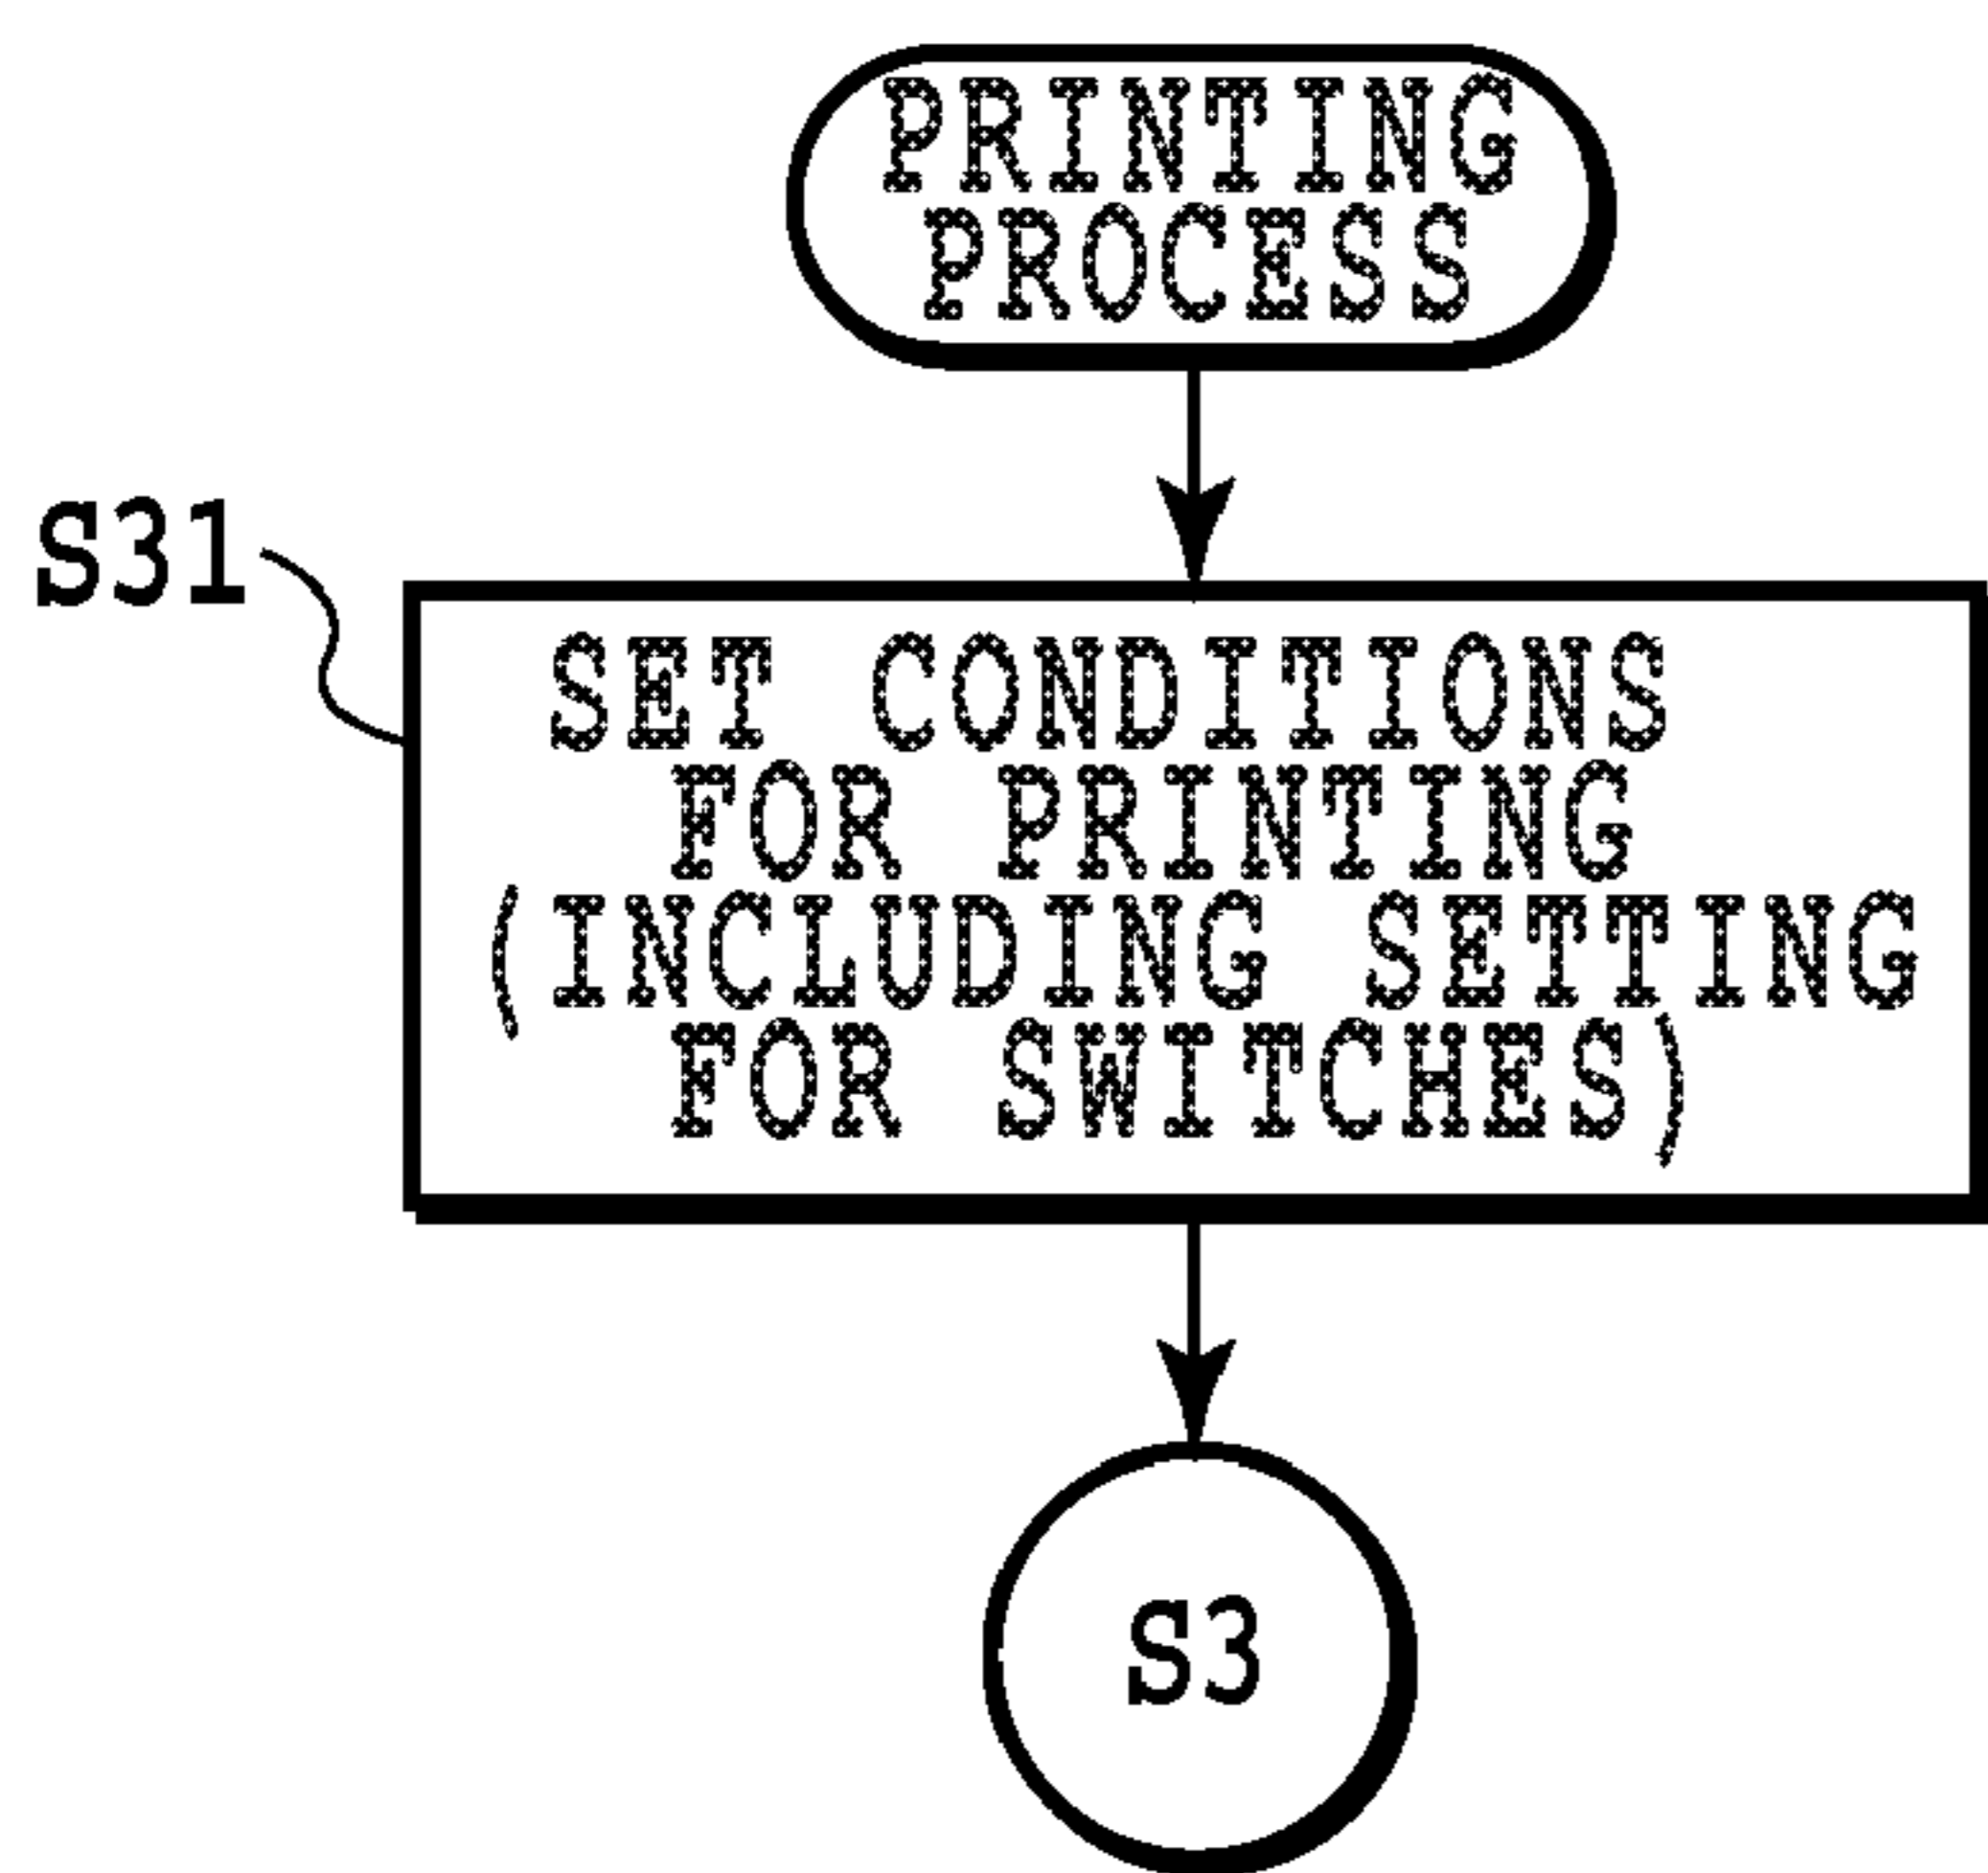 PRINTING
PROCESS
S31
SET CONDITIONS
FOR PRINTING
(INCLUDING SETTING
FOR SWITCHES)
S3